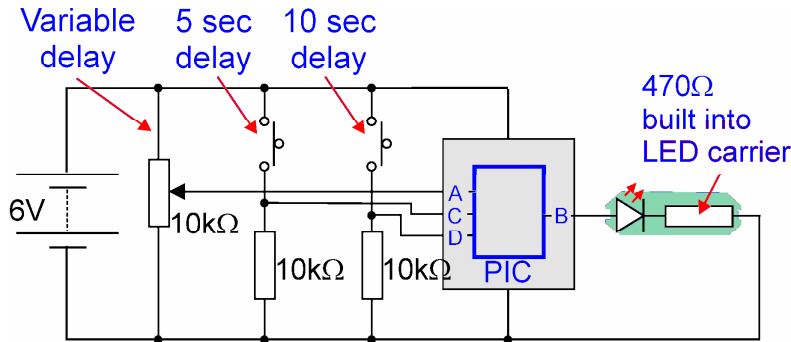 Variable
delay
5 sec
delay
10 sec
delay
470Ω
built into
LED carrier
6V
10kΩ
10kΩ
10kΩ
A
C
D
B
PIC